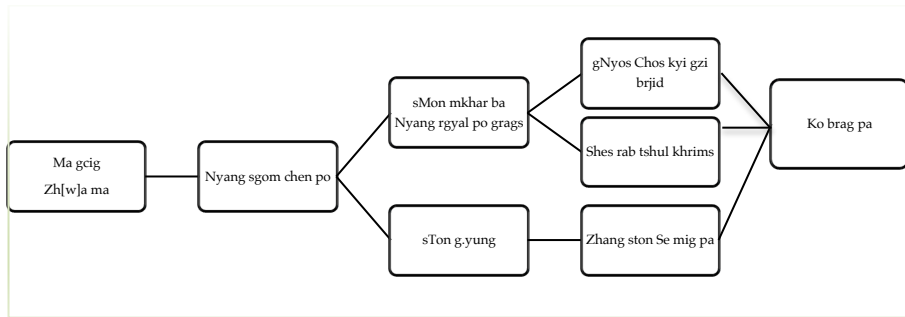 Ma gcig
Zh[w]a ma
Nyang sgom chen po
sMon mkhar ba
Nyang rgyal po grags
sTon g.yung
gNyos Chos kyi gzi
brjid
Shes rab tshul khrims
Zhang ston Se mig pa
Ko brag pa